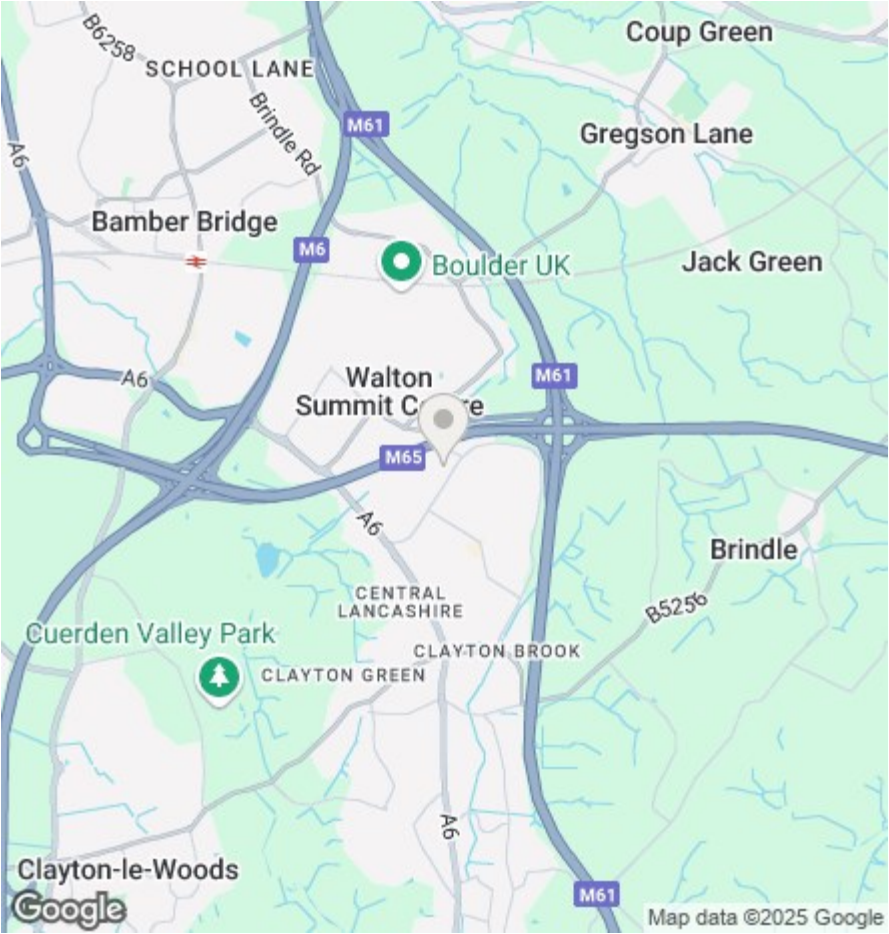 B6258
Coup Green
SCHOOL LANE
Brindle Rd
M61
Gregson Lane
A6
Bamber Bridge
M6
Boulder UK
Jack Green
A6
Walton
Summit C re
M61
M65
A6
Brindle
CENTRAL
LANCASHIRE
B5256
Cuerden Valley Park
CLAYTON BROOK
CLAYTON GREEN
A6
Clayton-le-Woods
M61
Google
Map data ©2025 Google